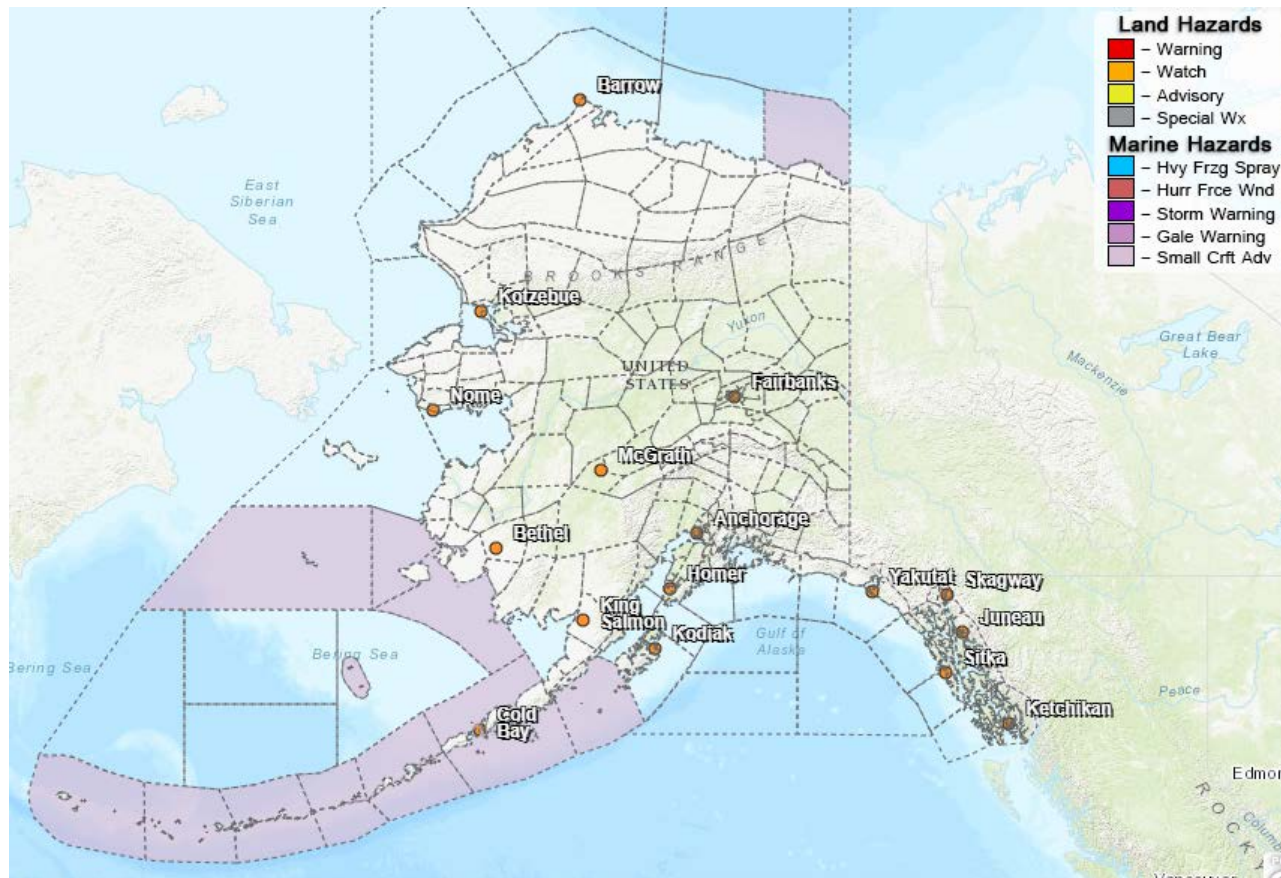 Land Hazards
– Warning
– Watch
– Advisory
– Special Wx
Marine Hazards
– Hvy Frzg Spray
– Hurr Frce Wnd
– Storm Warning
– Gale Warning
– Small Crft Adv
Barrow
East
Siberian
Sea
BROOKS RANGE
Kotzebue
Yukon
Great Bear
Lake
Mackenzie
UNITED
STATES
Fairbanks
Nome
McGrath
Anchorage
Bethel
Homer
Yakutat
Skagway
King
Salmon
Juneau
Kodiak
Gulf of
Alaska
Bering Sea
Bering Sea
Sitka
Peace
Ketchikan
Cold
Bay
Edmon
ROCKY
Columb
Vancouver